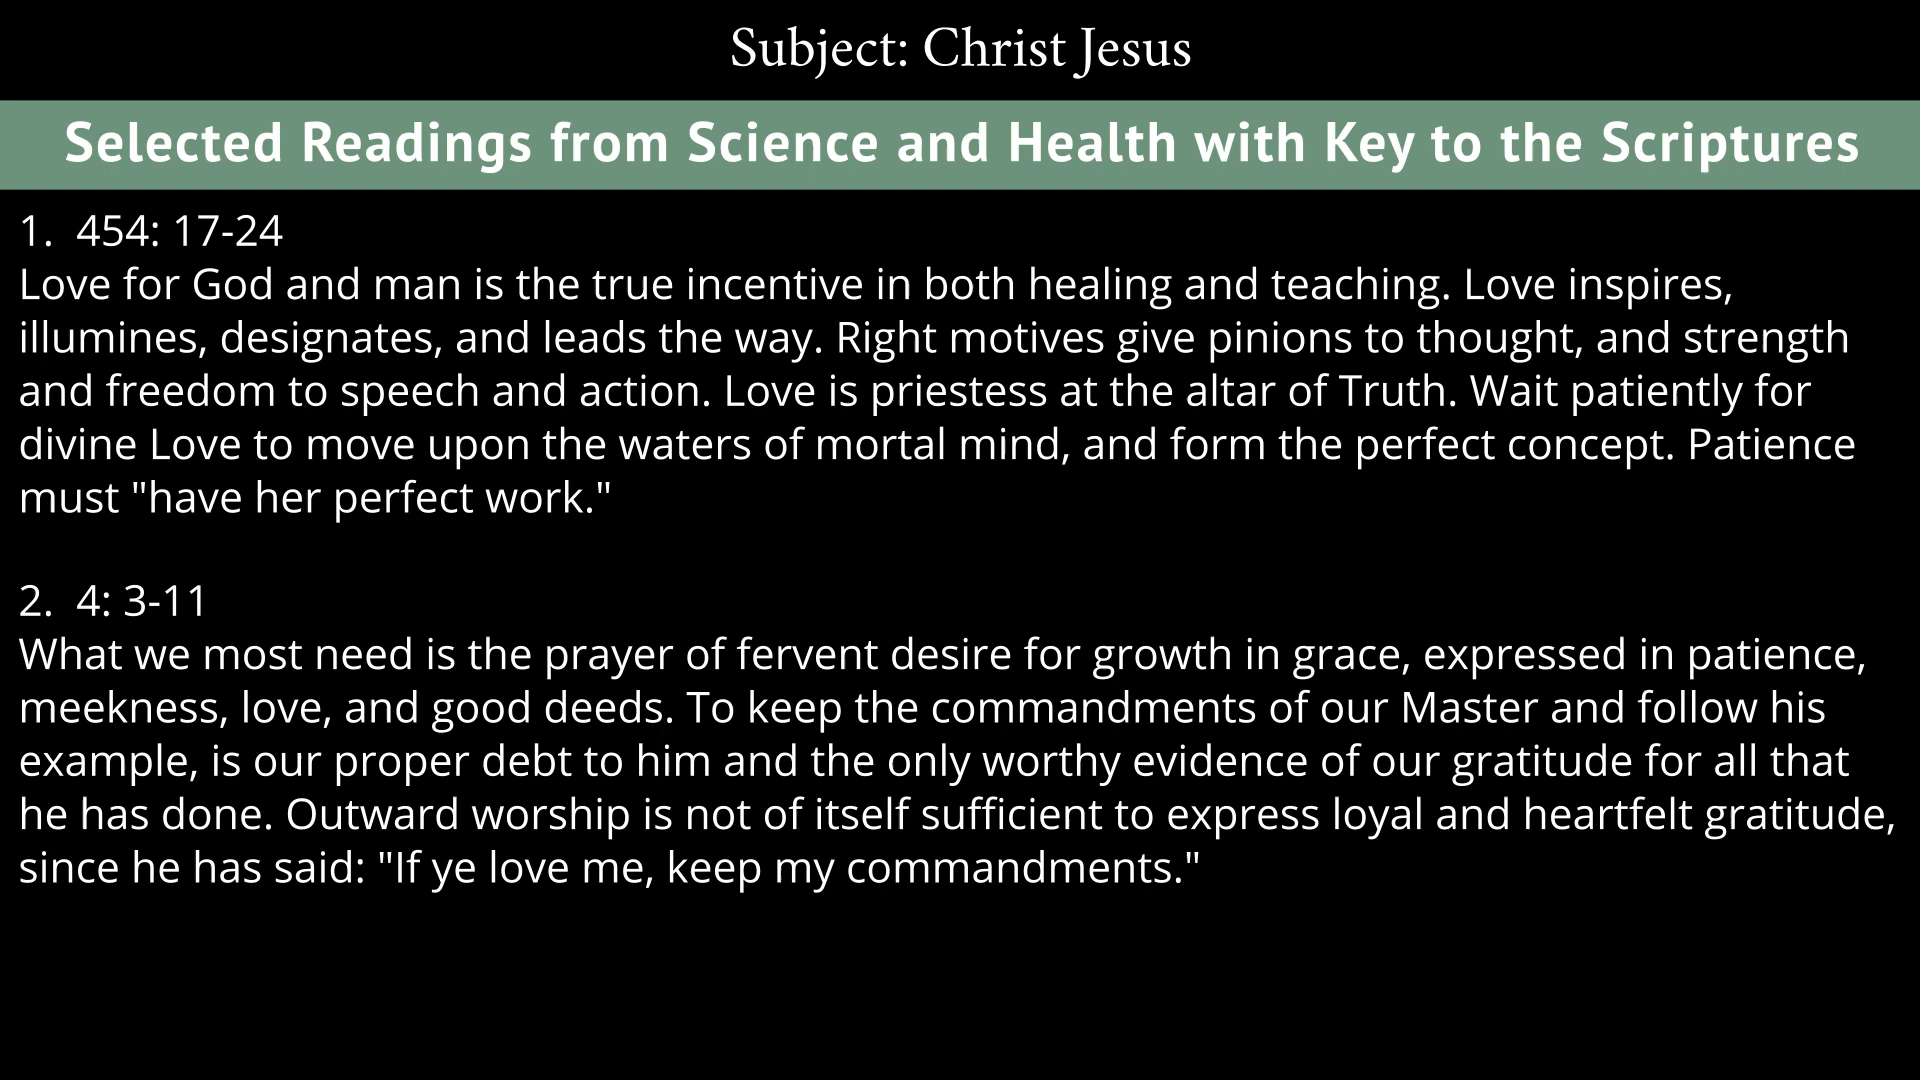 Subject: Christ Jesus
Selected Readings from Science and Health with Key to the Scriptures
1. 454: 17-24
Love for God and man is the true incentive in both healing and teaching. Love inspires,
illumines, designates, and leads the way. Right motives give pinions to thought, and strength
and freedom to speech and action. Love is priestess at the altar of Truth. Wait patiently for
divine Love to move upon the waters of mortal mind, and form the perfect concept. Patience
must "have her perfect work."
2. 4: 3-11
What we most need is the prayer of fervent desire for growth in grace, expressed in patience,
meekness, love, and good deeds. To keep the commandments of our Master and follow his
example, is our proper debt to him and the only worthy evidence of our gratitude for all that
he has done. Outward worship is not of itself sufficient to express loyal and heartfelt gratitude,
since he has said: "If ye love me, keep my commandments."